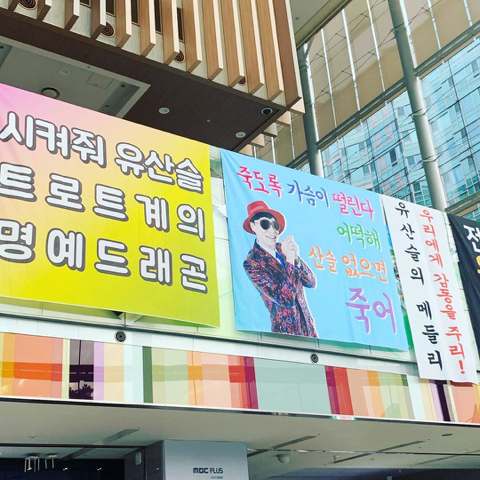 시켜줘 유산슬
트로트계의
명예드래곤
죽도록 가슴이 떨린다
어떡해
산슬 없으면
죽어
유산슬의 메들리
우리에게 감동을 주리!
전
MBC PLUS